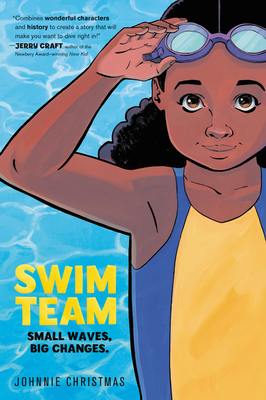 "Combines wonderful characters
and history to create a story that will
make you want to dive right in!"
—JERRY CRAFT, author of the
Newbery Award–winning New Kid
SWIM
TEAM
SMALL WAVES,
BIG CHANGES.
JOHNNIE CHRISTMAS